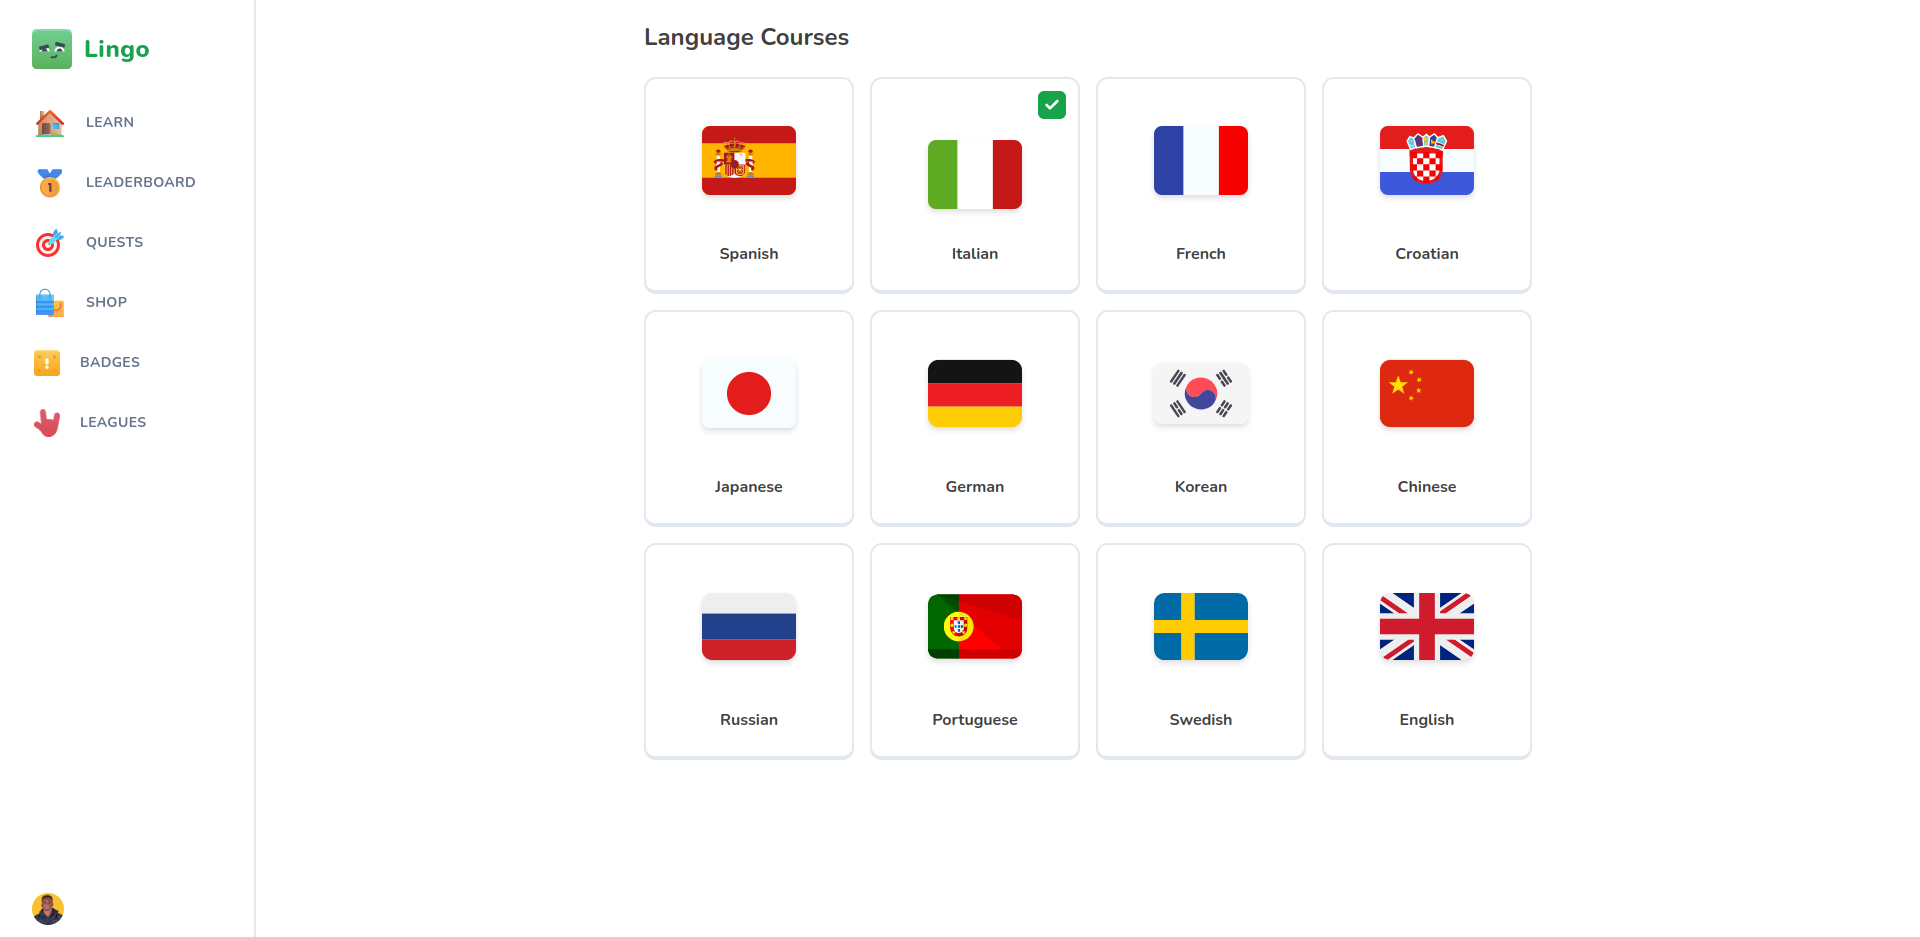 Lingo
LEARN
LEADERBOARD
QUESTS
SHOP
BADGES
LEAGUES
Language Courses
Spanish
Italian
French
Croatian
Japanese
German
Korean
Chinese
Russian
Portuguese
Swedish
English